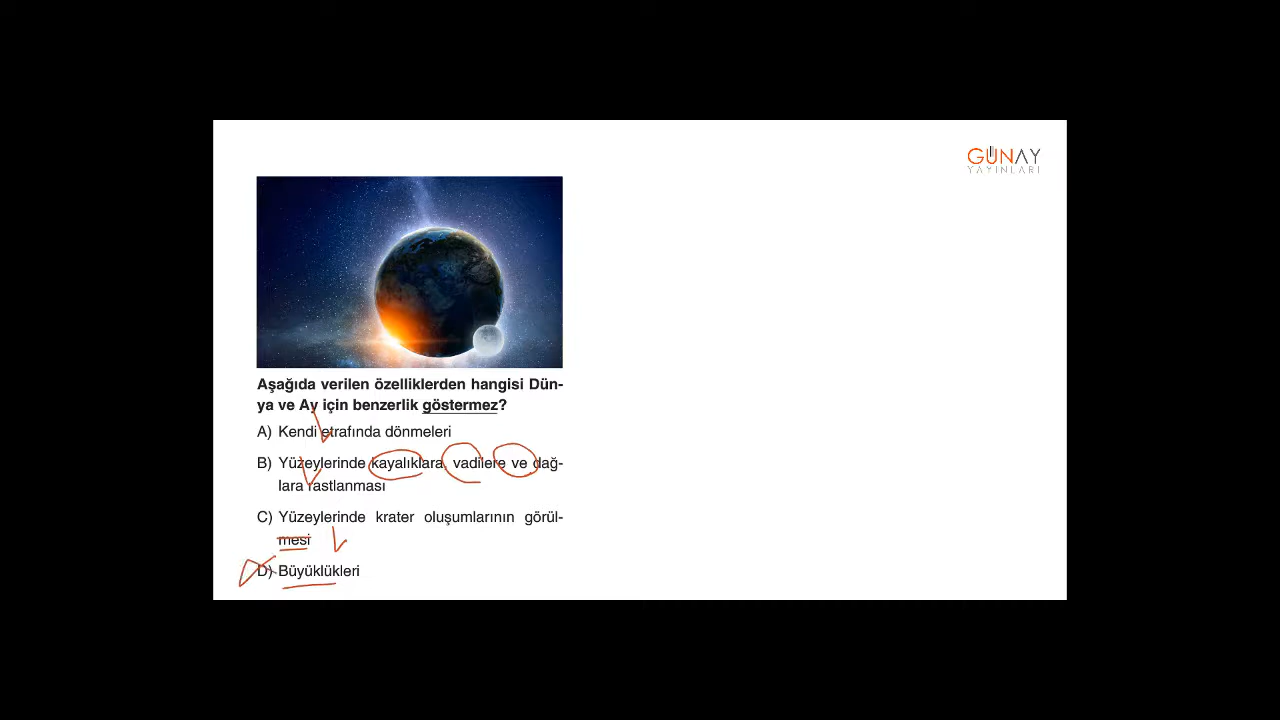 GÜNAY
YAYINLARI
Aşağıda verilen özelliklerden hangisi Dün-
ya ve Ay için benzerlik göstermez?
A) Kendi etrafında dönmeleri
B) Yüzeylerinde kayalıklara, vadilere ve dağ-
lara rastlanması
C) Yüzeylerinde krater oluşumlarının görül-
mesi
D) Büyüklükleri